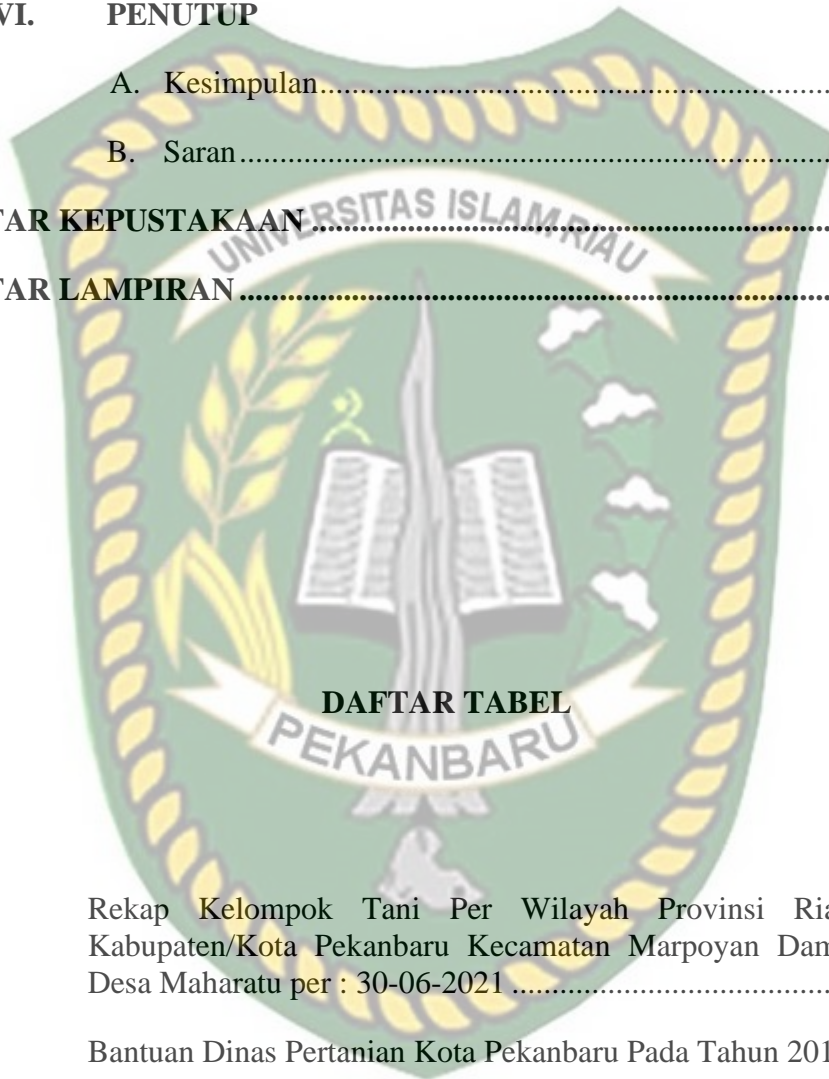 VI. PENUTUP
A. Kesimpulan................................................................
B. Saran................................................................
TAR KEPUSTAKAAN................................................................
UNIVERSITAS ISLAM RIAU
TAR LAMPIRAN................................................................
DAFTAR TABEL
PEKANBARU
Rekap Kelompok Tani Per Wilayah Provinsi Ria
Kabupaten/Kota Pekanbaru Kecamatan Marpoyan Dam
Desa Maharatu per : 30-06-2021................................................................
Bantuan Dinas Pertanian Kota Pekanbaru Pada Tahun 201